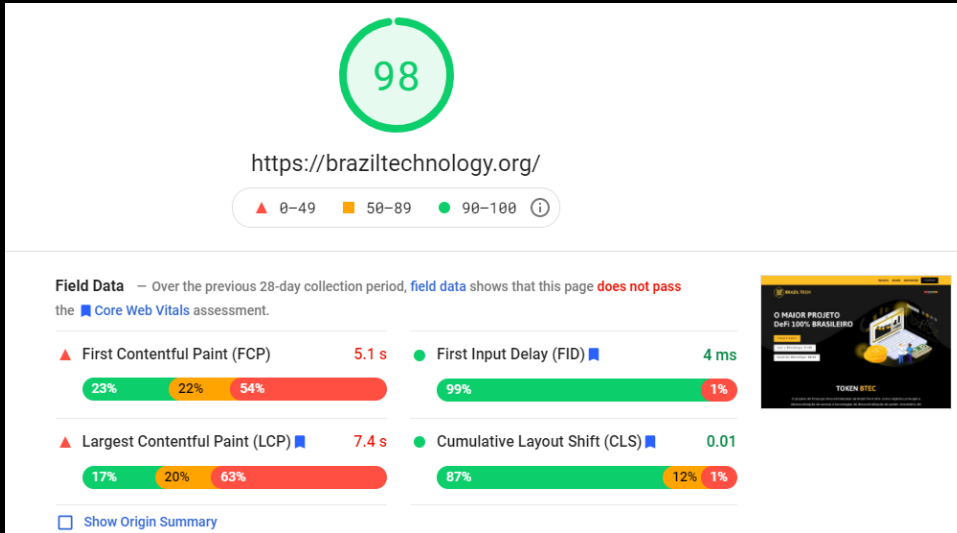 98
https://braziltechnology.org/
0–49 50–89 90–100
Field Data — Over the previous 28-day collection period, field data shows that this page does not pass
the Core Web Vitals assessment.
First Contentful Paint (FCP) 5.1 s
23% 22% 54%
First Input Delay (FID) 4 ms
99% 1%
Largest Contentful Paint (LCP) 7.4 s
17% 20% 63%
Cumulative Layout Shift (CLS) 0.01
87% 12% 1%
Show Origin Summary
BRAZIL TECH
O MAIOR PROJETO
DeFi 100% BRASILEIRO
TOKEN BTEC